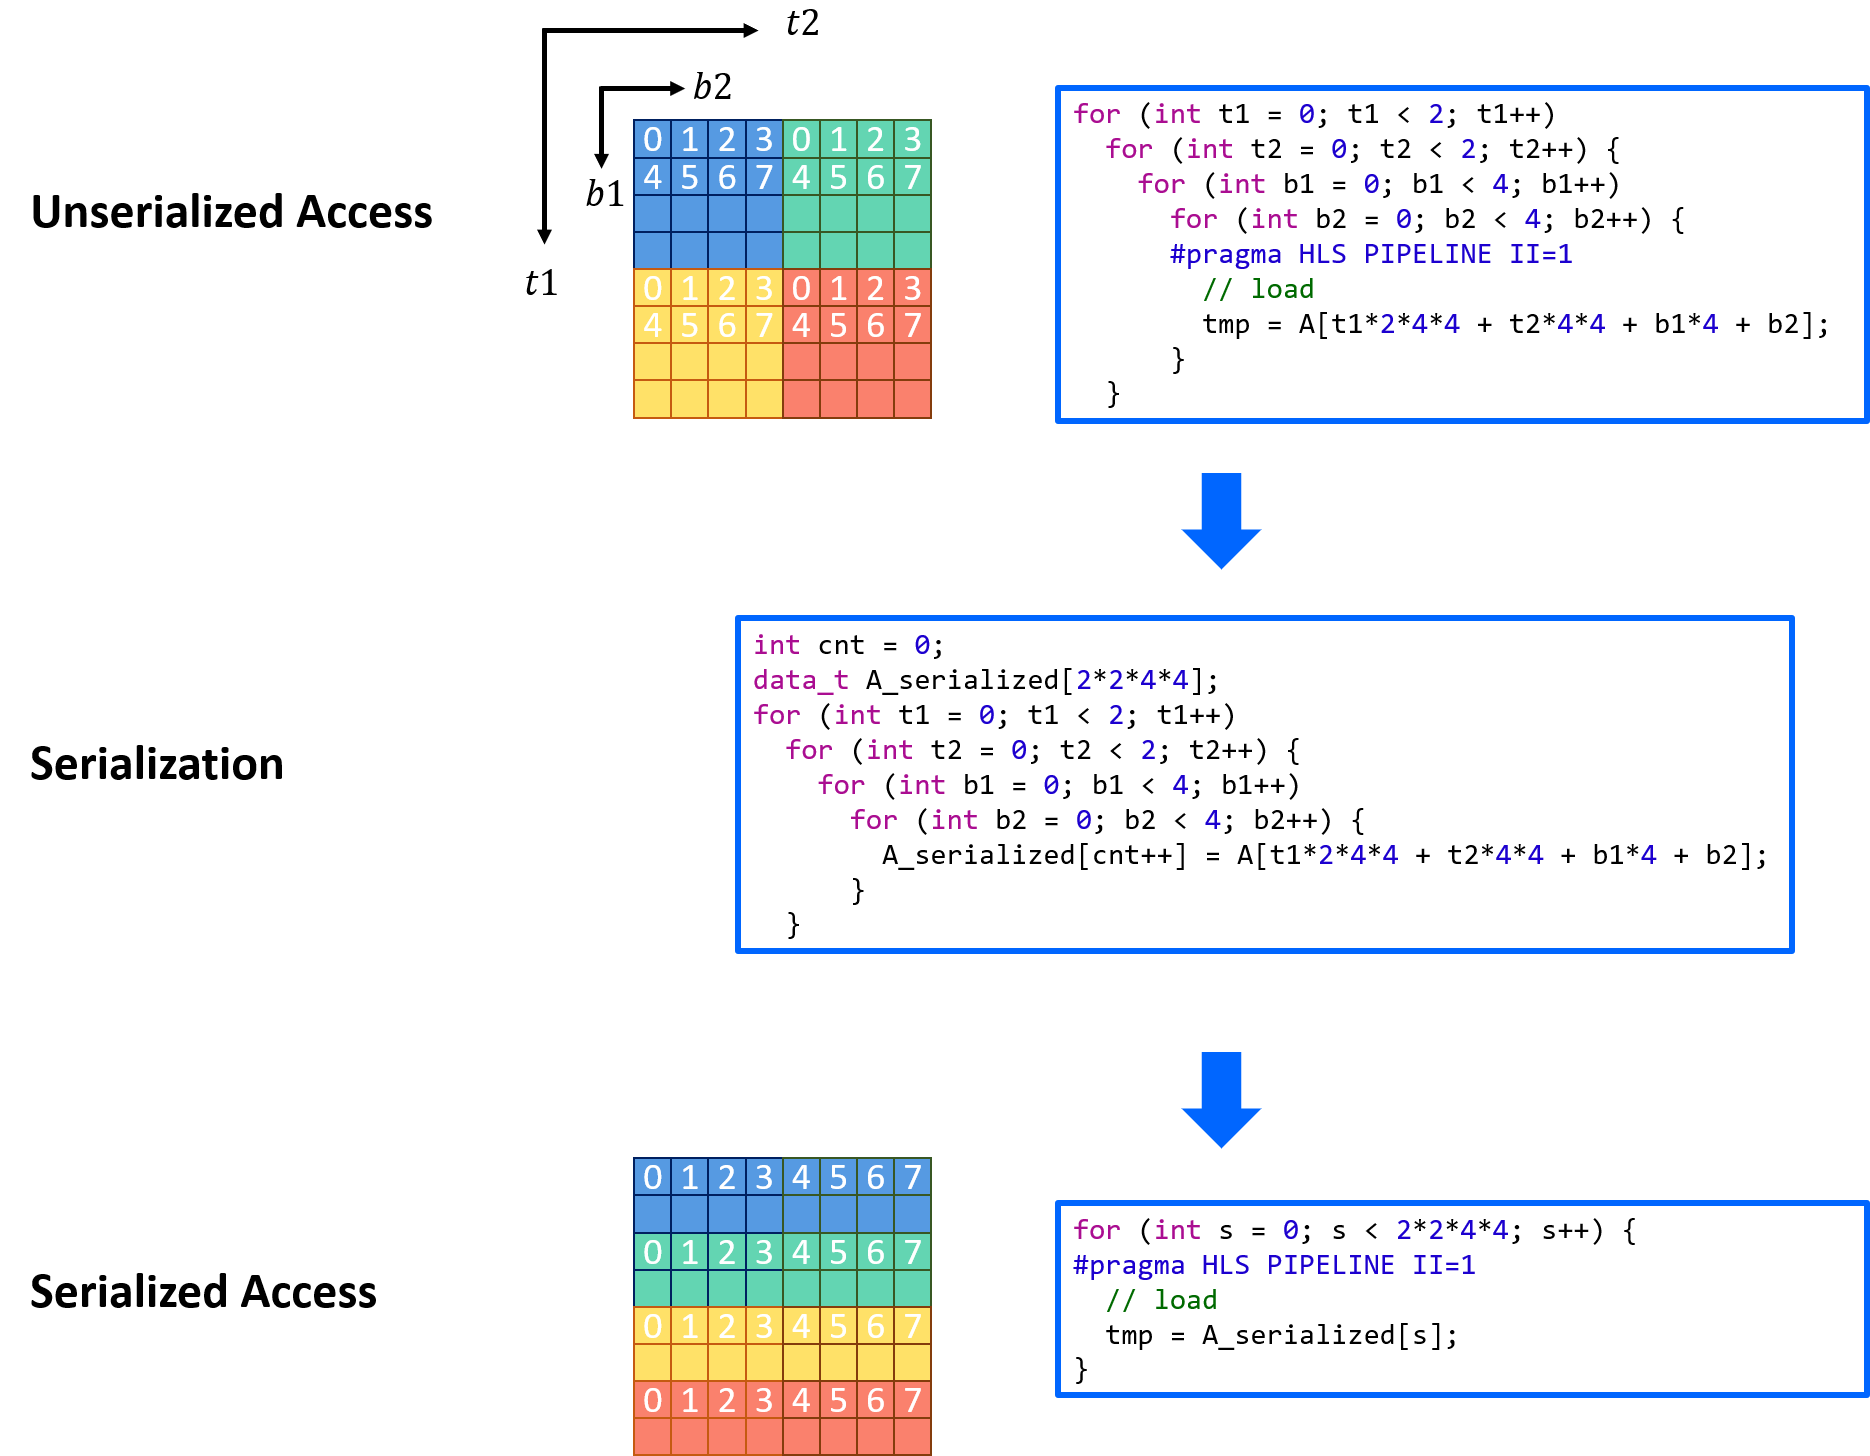 t2
b2
b1
t1
0 1 2 3 0 1 2 3
4 5 6 7 4 5 6 7
0 1 2 3 0 1 2 3
4 5 6 7 4 5 6 7
Unserialized Access
for (int t1 = 0; t1 < 2; t1++)
  for (int t2 = 0; t2 < 2; t2++) {
    for (int b1 = 0; b1 < 4; b1++)
      for (int b2 = 0; b2 < 4; b2++) {
      #pragma HLS PIPELINE II=1
        // load
        tmp = A[t1*2*4*4 + t2*4*4 + b1*4 + b2];
      }
  }
Serialization
int cnt = 0;
data_t A_serialized[2*2*4*4];
for (int t1 = 0; t1 < 2; t1++)
  for (int t2 = 0; t2 < 2; t2++) {
    for (int b1 = 0; b1 < 4; b1++)
      for (int b2 = 0; b2 < 4; b2++) {
        A_serialized[cnt++] = A[t1*2*4*4 + t2*4*4 + b1*4 + b2];
      }
  }
Serialized Access
0 1 2 3 4 5 6 7
0 1 2 3 4 5 6 7
0 1 2 3 4 5 6 7
0 1 2 3 4 5 6 7
for (int s = 0; s < 2*2*4*4; s++) {
#pragma HLS PIPELINE II=1
  // load
  tmp = A_serialized[s];
}